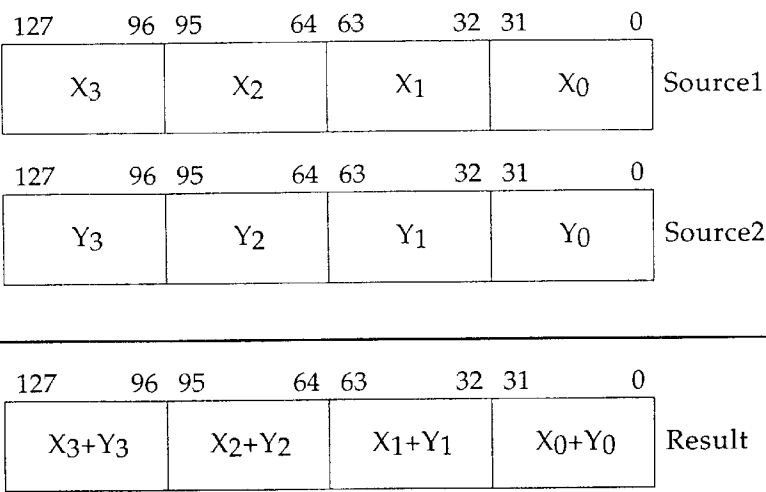 127 96 95 64 63 32 31 0
X3 X2 X1 X0 Source1
127 96 95 64 63 32 31 0
Y3 Y2 Y1 Y0 Source2
127 96 95 64 63 32 31 0
X3+Y3 X2+Y2 X1+Y1 X0+Y0 Result